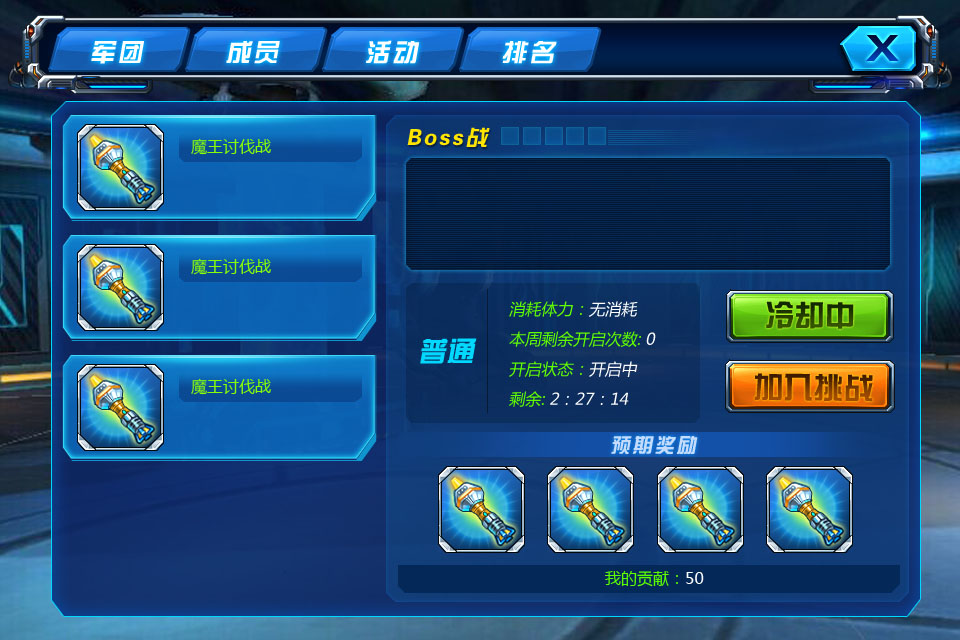 军团 成员 活动 排名 X
魔王讨伐战
魔王讨伐战
魔王讨伐战
Boss战
普通
消耗体力：无消耗
本周剩余开启次数: 0
开启状态：开启中
剩余: 2 : 27 : 14
冷却中
加入挑战
预期奖励
我的贡献：50